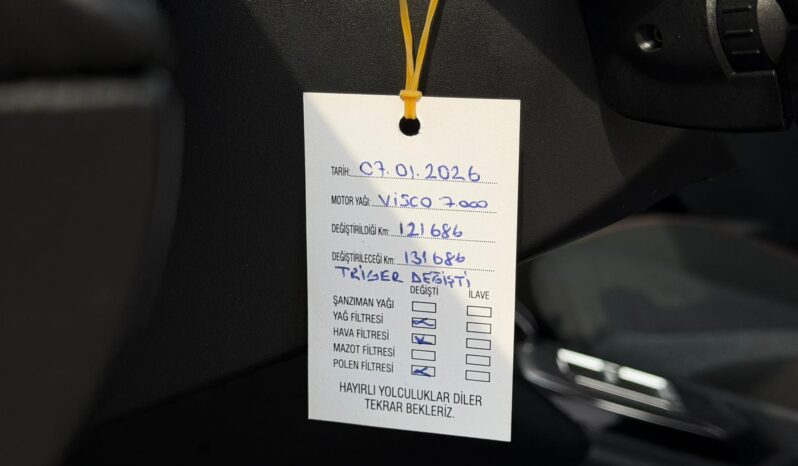 TARİH: 07.01.2026
MOTOR YAĞI: VISCO 7000
DEĞİŞTİRİLDİĞİ Km: 121686
DEĞİŞTİRİLECEĞİ Km: 131686
TRİGER DEĞİŞTİ
DEĞİŞTİ İLAVE
ŞANZIMAN YAĞI
YAĞ FİLTRESİ
HAVA FİLTRESİ
MAZOT FİLTRESİ
POLEN FİLTRESİ
HAYIRLI YOLCULUKLAR DİLER
TEKRAR BEKLERİZ.